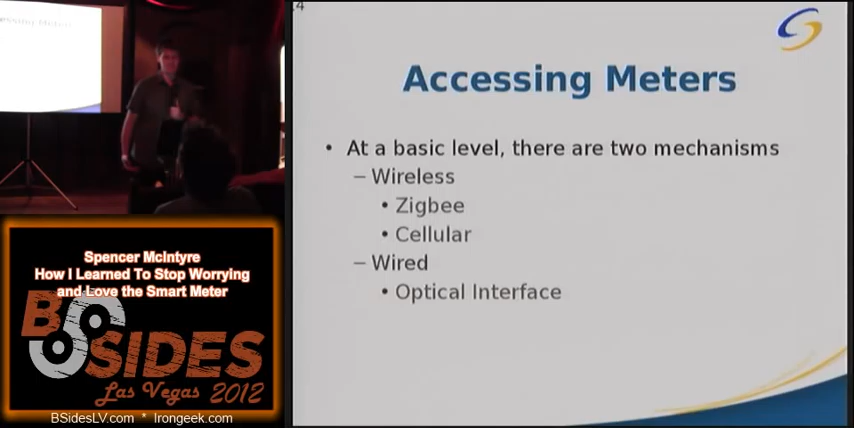 4
Accessing Meters
• At a basic level, there are two mechanisms
– Wireless
• Zigbee
• Cellular
– Wired
• Optical Interface
Spencer McIntyre
How I Learned To Stop Worrying
and Love the Smart Meter
BSIDES
Las Vegas 2012
BSidesLV.com * Irongeek.com